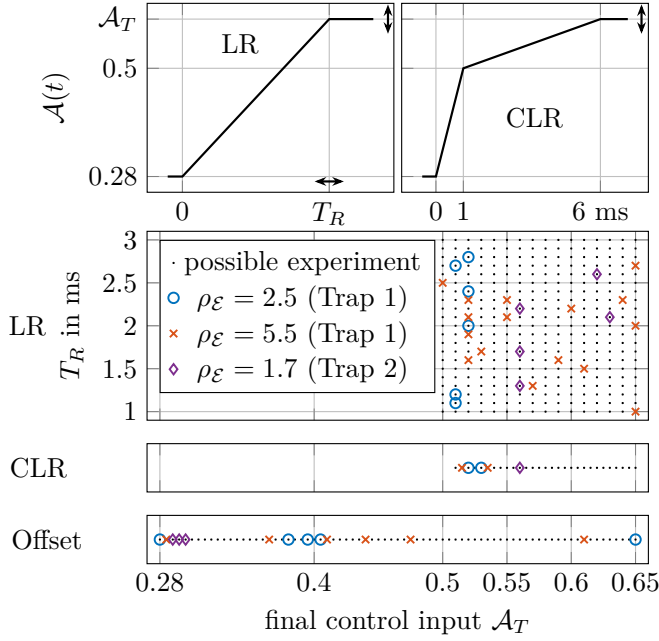 𝒜_T
LR
0.5
CLR
𝒜(t)
0.28
0 T_R 0 1 6 ms
3
· possible experiment
2.5
ρ_ℰ = 2.5 (Trap 1)
LR
T_R in ms
2
ρ_ℰ = 5.5 (Trap 1)
1.5
ρ_ℰ = 1.7 (Trap 2)
1
CLR
Offset
0.28 0.4 0.5 0.55 0.6 0.65
final control input 𝒜_T